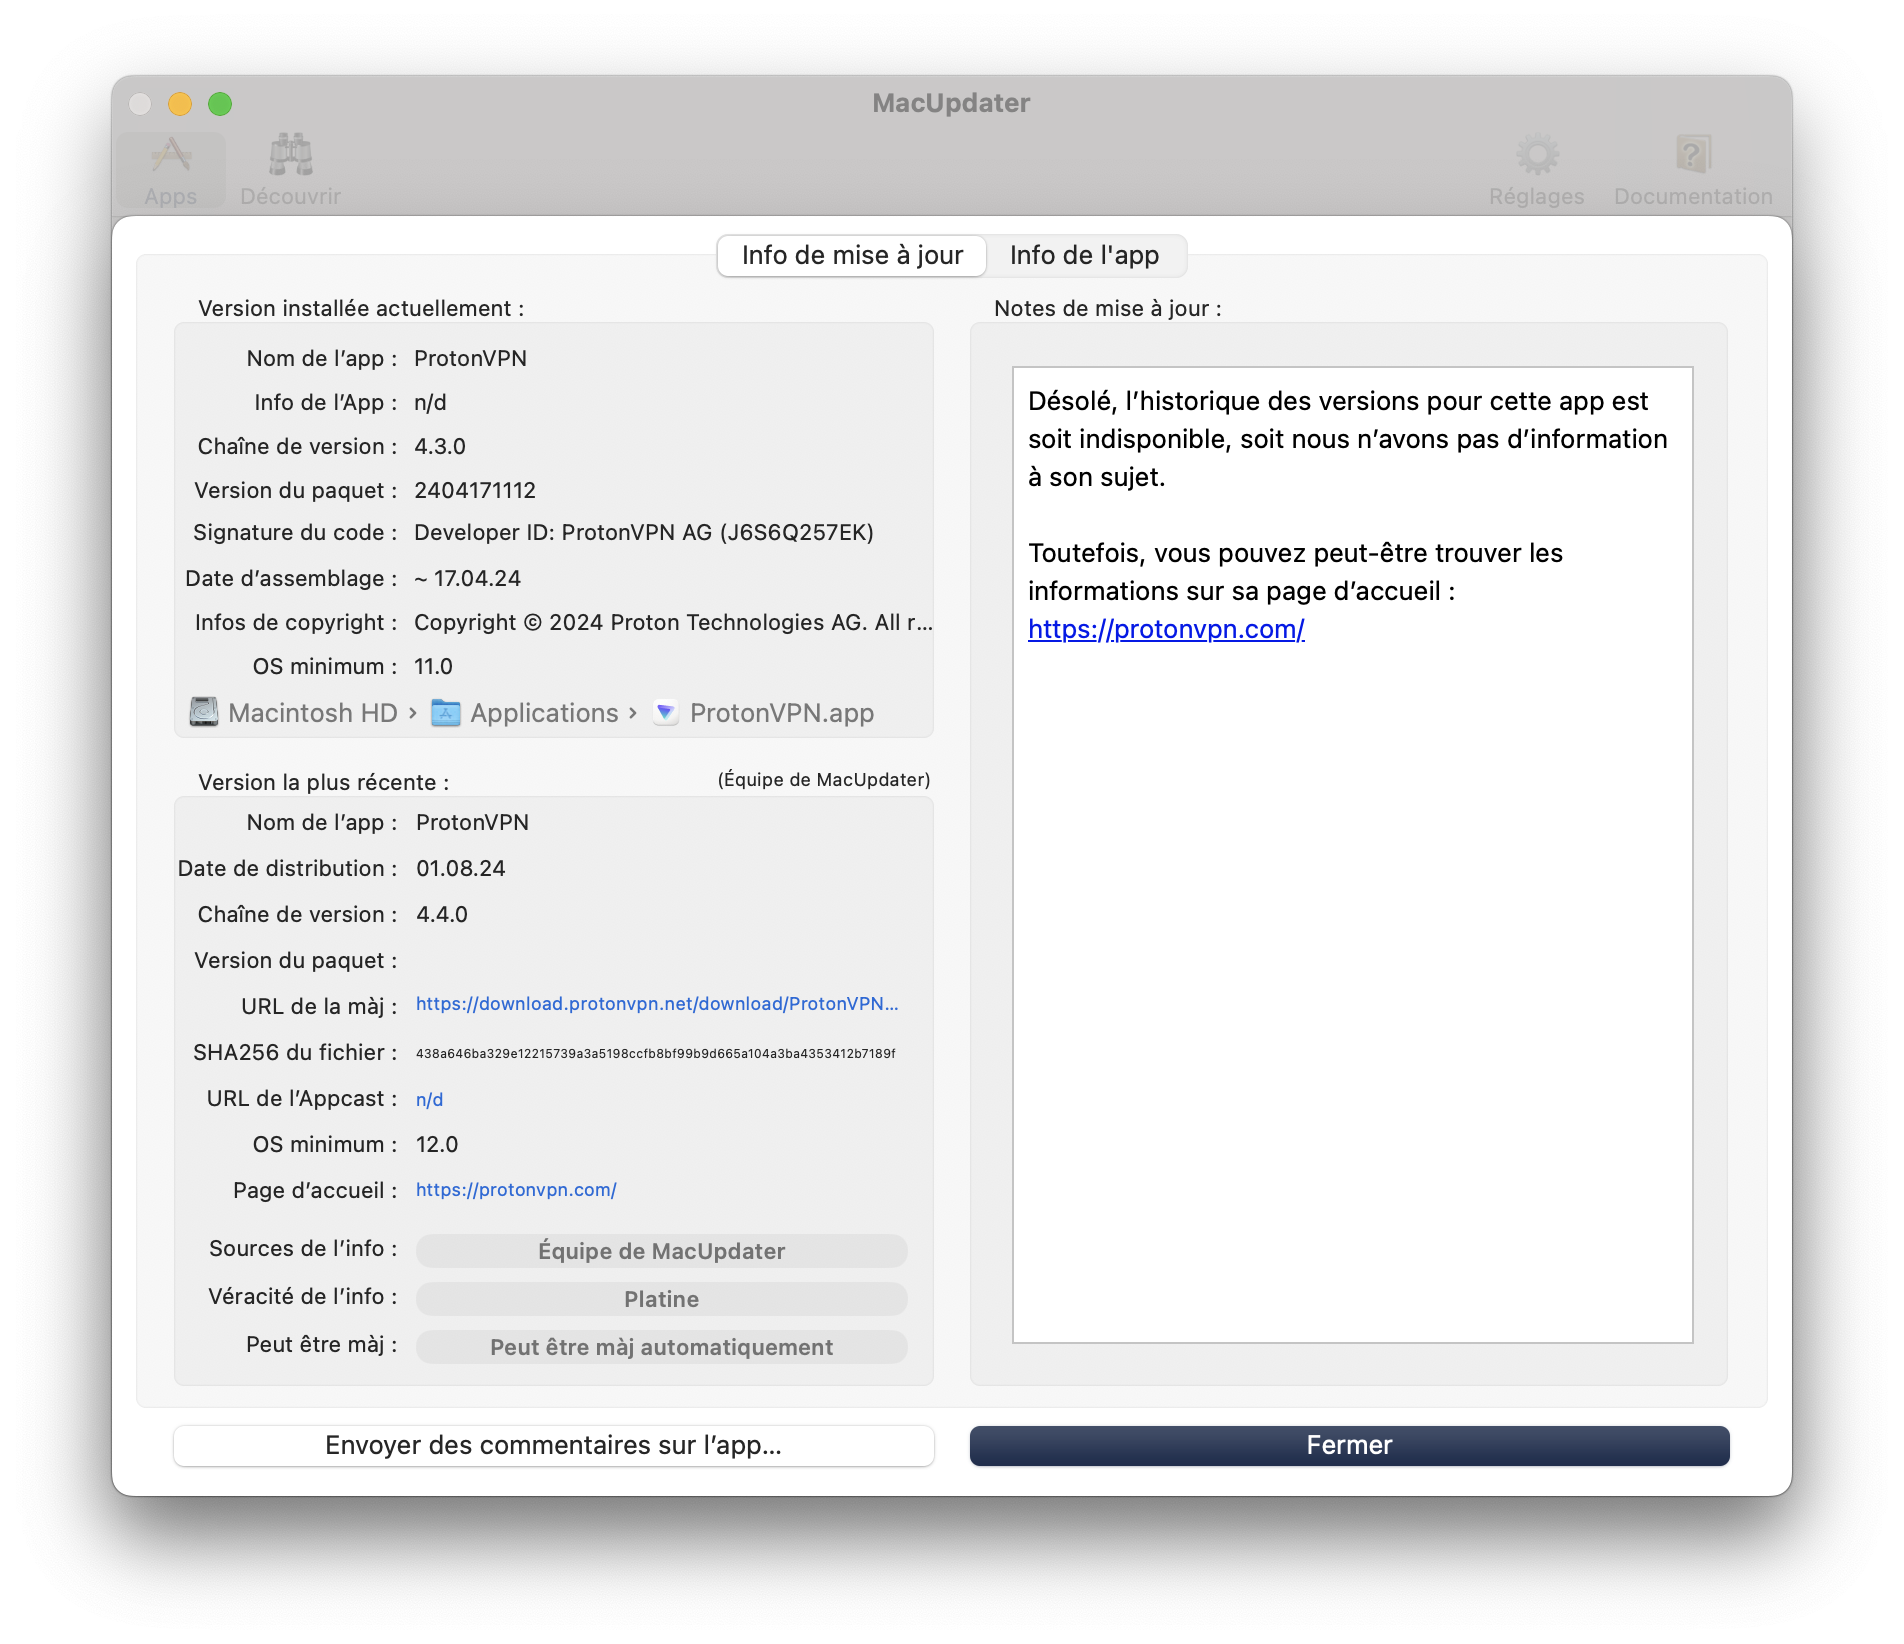 MacUpdater
Apps
Découvrir
Réglages
Documentation
Info de mise à jour
Info de l'app
Version installée actuellement :
Nom de l’app : ProtonVPN
Info de l’App : n/d
Chaîne de version : 4.3.0
Version du paquet : 2404171112
Signature du code : Developer ID: ProtonVPN AG (J6S6Q257EK)
Date d’assemblage : ~ 17.04.24
Infos de copyright : Copyright © 2024 Proton Technologies AG. All r...
OS minimum : 11.0
Macintosh HD › Applications › ProtonVPN.app
Version la plus récente : (Équipe de MacUpdater)
Nom de l’app : ProtonVPN
Date de distribution : 01.08.24
Chaîne de version : 4.4.0
Version du paquet :
URL de la màj : https://download.protonvpn.net/download/ProtonVPN...
SHA256 du fichier : 438a646ba329e12215739a3a5198ccfb8bf99b9d665a104a3ba4353412b7189f
URL de l’Appcast : n/d
OS minimum : 12.0
Page d’accueil : https://protonvpn.com/
Sources de l’info : Équipe de MacUpdater
Véracité de l’info : Platine
Peut être màj : Peut être màj automatiquement
Notes de mise à jour :
Désolé, l’historique des versions pour cette app est
soit indisponible, soit nous n’avons pas d’information
à son sujet.
Toutefois, vous pouvez peut-être trouver les
informations sur sa page d’accueil :
https://protonvpn.com/
Envoyer des commentaires sur l’app...
Fermer